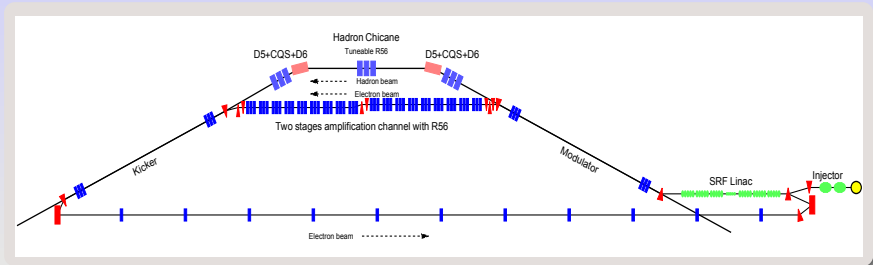 Hadron Chicane
Tuneable R56
D5+CQS+D6
D5+CQS+D6
Hadron beam
Electron beam
Two stages amplification channel with R56
Kicker
Modulator
SRF Linac
Injector
Electron beam